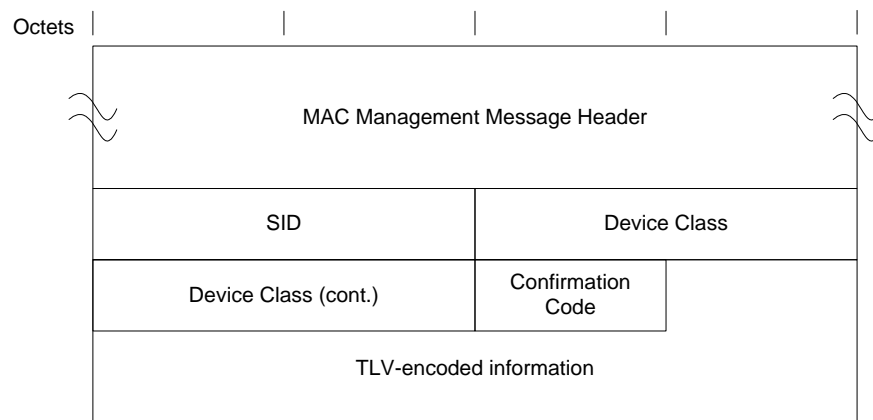 Octets
MAC Management Message Header
SID
Device Class
Device Class (cont.)
Confirmation
Code
TLV-encoded information